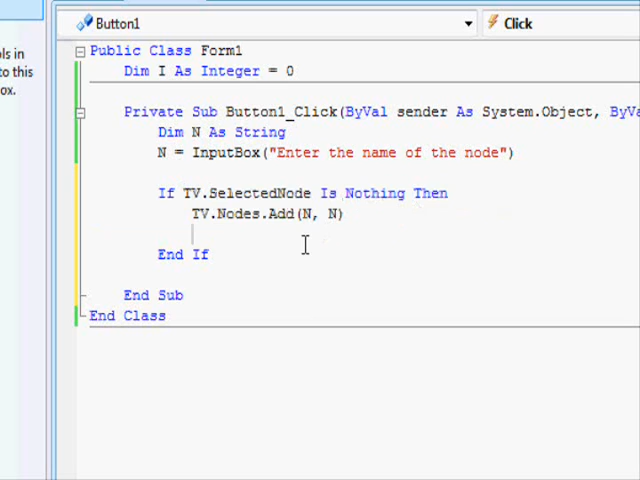 ols in
to this
ox.
Button1
Click
Public Class Form1
Dim I As Integer = 0
Private Sub Button1_Click(ByVal sender As System.Object, ByVa
Dim N As String
N = InputBox("Enter the name of the node")
If TV.SelectedNode Is Nothing Then
TV.Nodes.Add(N, N)
End If
End Sub
End Class